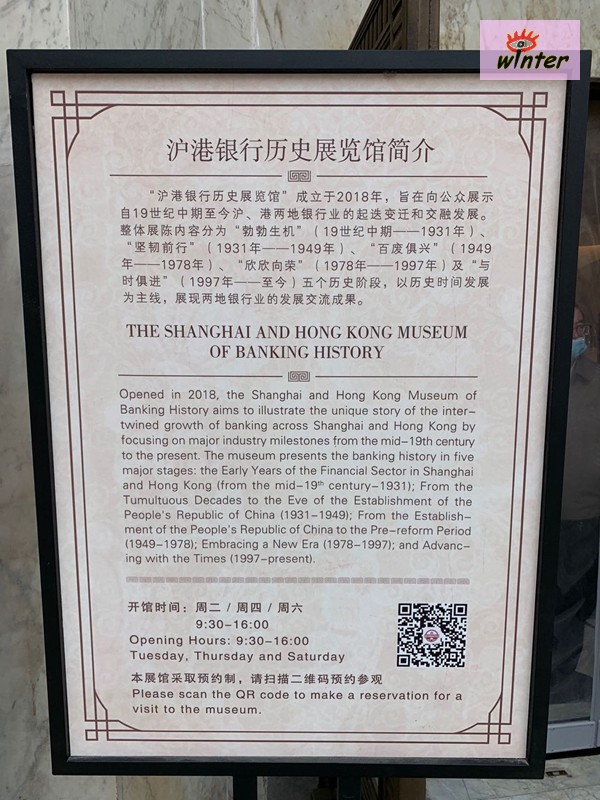 winter
沪港银行历史展览馆简介
“沪港银行历史展览馆”成立于2018年，旨在向公众展示
自19世纪中期至今沪、港两地银行业的起迭变迁和交融发展。
整体展陈内容分为“勃勃生机”（19世纪中期——1931年）、
“坚韧前行”（1931年——1949年）、“百废俱兴”（1949
年——1978年）、“欣欣向荣”（1978年——1997年）及“与
时俱进”（1997年——至今）五个历史阶段，以历史时间发展
为主线，展现两地银行业的发展交流成果。
THE SHANGHAI AND HONG KONG MUSEUM
OF BANKING HISTORY
Opened in 2018, the Shanghai and Hong Kong Museum of
Banking History aims to illustrate the unique story of the inter-
twined growth of banking across Shanghai and Hong Kong by
focusing on major industry milestones from the mid-19th century
to the present. The museum presents the banking history in five
major stages: the Early Years of the Financial Sector in Shanghai
and Hong Kong (from the mid-19th century-1931); From the
Tumultuous Decades to the Eve of the Establishment of the
People's Republic of China (1931-1949); From the Establish-
ment of the People's Republic of China to the Pre-reform Period
(1949-1978); Embracing a New Era (1978-1997); and Advanc-
ing with the Times (1997-present).
开馆时间：周二 / 周四 / 周六
9:30-16:00
Opening Hours: 9:30-16:00
Tuesday, Thursday and Saturday
本展馆采取预约制，请扫描二维码预约参观
Please scan the QR code to make a reservation for a
visit to the museum.